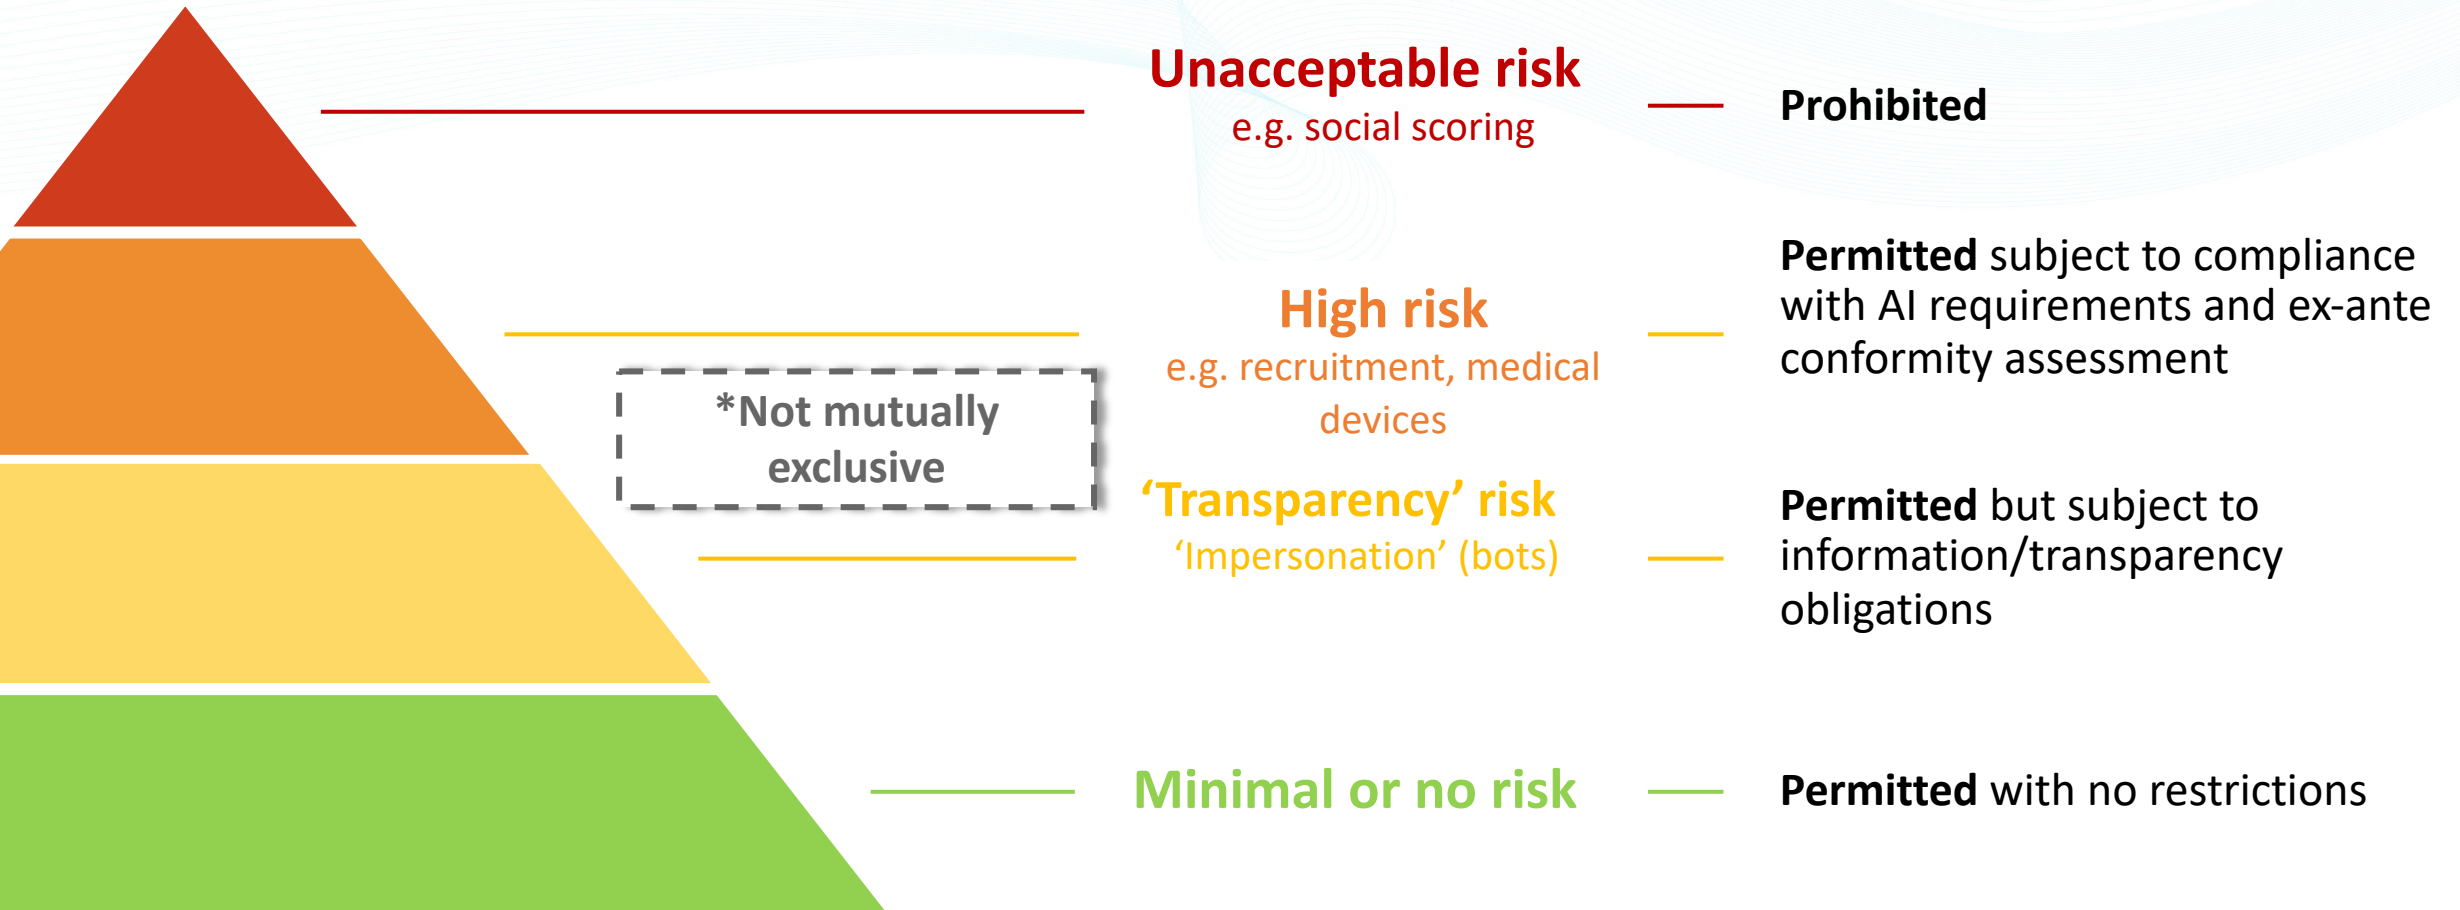 Unacceptable risk
e.g. social scoring
Prohibited
High risk
e.g. recruitment, medical
devices
Permitted subject to compliance
with AI requirements and ex-ante
conformity assessment
*Not mutually
exclusive
‘Transparency’ risk
‘Impersonation’ (bots)
Permitted but subject to
information/transparency
obligations
Minimal or no risk
Permitted with no restrictions